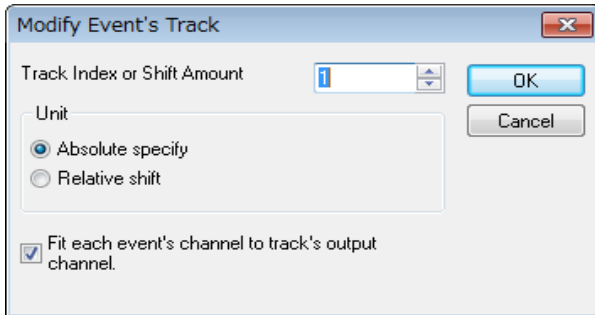 Modify Event's Track
Track Index or Shift Amount
1
OK
Unit
Cancel
Absolute specify
Relative shift
Fit each event's channel to track's output
channel.